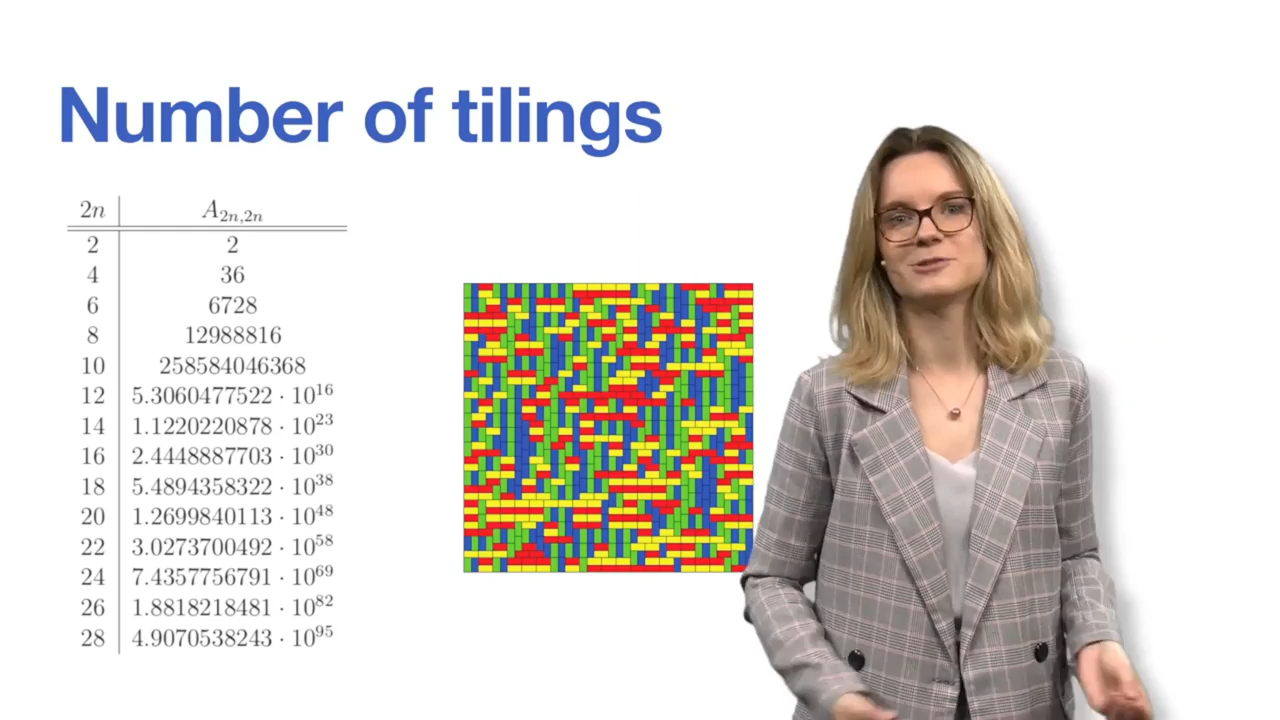 Number of tilings
2n A_{2n,2n}
2 2
4 36
6 6728
8 12988816
10 258584046368
12 5.3060477522 · 10^{16}
14 1.1220220878 · 10^{23}
16 2.4448887703 · 10^{30}
18 5.4894358322 · 10^{38}
20 1.2699840113 · 10^{48}
22 3.0273700492 · 10^{58}
24 7.4357756791 · 10^{69}
26 1.8818218481 · 10^{82}
28 4.9070538243 · 10^{95}